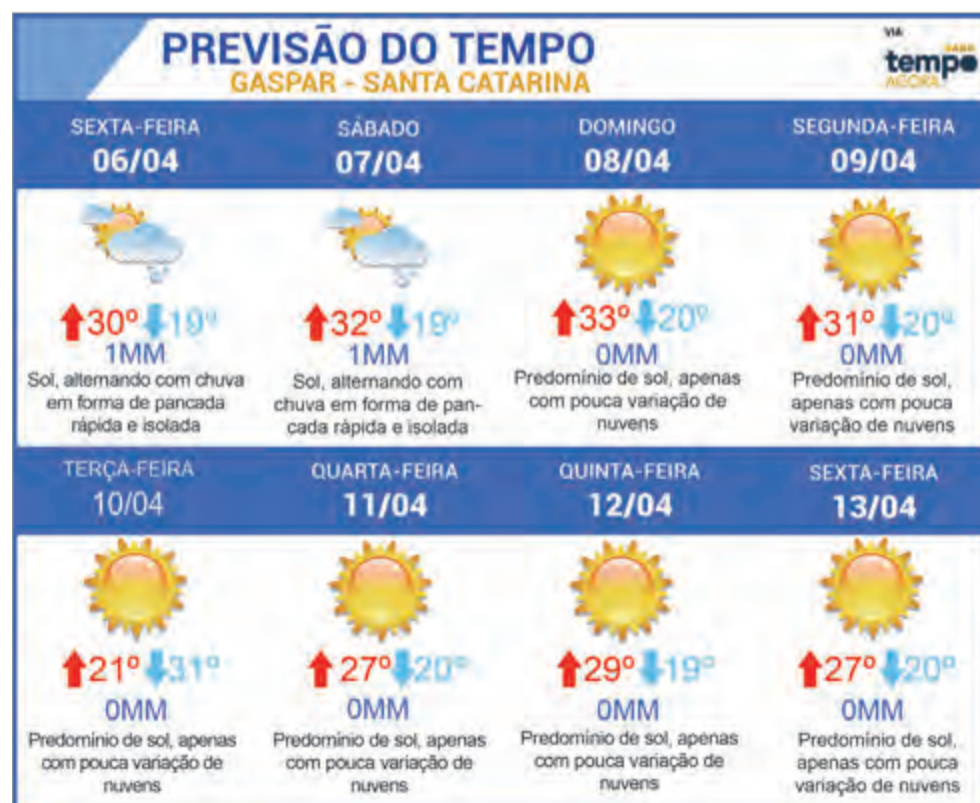 PREVISÃO DO TEMPO
GASPAR - SANTA CATARINA
VIA
tempo
AGORA
SEXTA-FEIRA
06/04
SÁBADO
07/04
DOMINGO
08/04
SEGUNDA-FEIRA
09/04
30º 19º
1MM
Sol, alternando com chuva
em forma de pancada
rápida e isolada
32º 19º
1MM
Sol, alternando com
chuva em forma de pan-
cada rápida e isolada
33º 20º
0MM
Predomínio de sol, apenas
com pouca variação de
nuvens
31º 20º
0MM
Predomínio de sol,
apenas com pouca
variação de nuvens
TERÇA-FEIRA
10/04
QUARTA-FEIRA
11/04
QUINTA-FEIRA
12/04
SEXTA-FEIRA
13/04
21º 31º
0MM
Predomínio de sol, apenas
com pouca variação de
nuvens
27º 20º
0MM
Predomínio de sol, apenas
com pouca variação de
nuvens
29º 19º
0MM
Predomínio de sol, apenas
com pouca variação de
nuvens
27º 20º
0MM
Predomínio de sol,
apenas com pouca
variação de nuvens